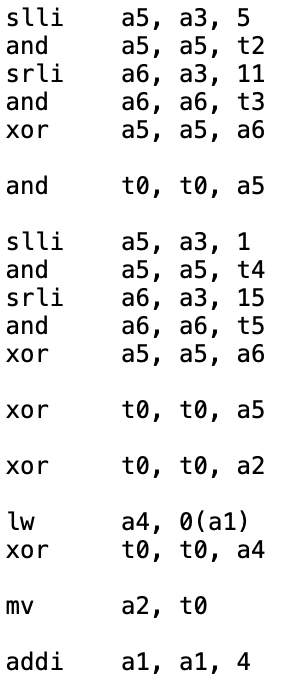 slli    a5, a3, 5
and     a5, a5, t2
srli    a6, a3, 11
and     a6, a6, t3
xor     a5, a5, a6

and     t0, t0, a5

slli    a5, a3, 1
and     a5, a5, t4
srli    a6, a3, 15
and     a6, a6, t5
xor     a5, a5, a6

xor     t0, t0, a5

xor     t0, t0, a2

lw      a4, 0(a1)
xor     t0, t0, a4

mv      a2, t0

addi    a1, a1, 4